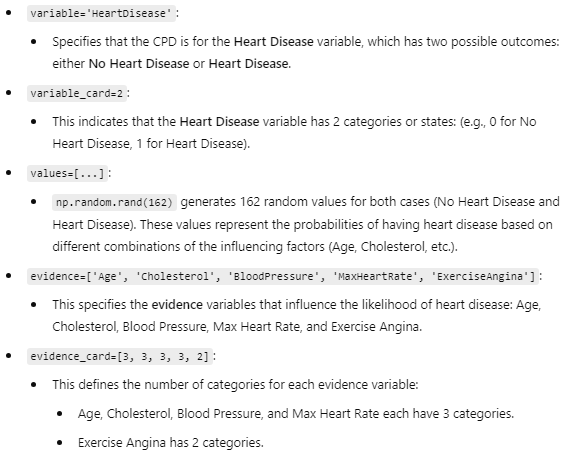 • variable='HeartDisease' :
• Specifies that the CPD is for the Heart Disease variable, which has two possible outcomes:
either No Heart Disease or Heart Disease.
• variable_card=2 :
• This indicates that the Heart Disease variable has 2 categories or states: (e.g., 0 for No
Heart Disease, 1 for Heart Disease).
• values=[...] :
• np.random.rand(162) generates 162 random values for both cases (No Heart Disease and
Heart Disease). These values represent the probabilities of having heart disease based on
different combinations of the influencing factors (Age, Cholesterol, etc.).
• evidence=['Age', 'Cholesterol', 'BloodPressure', 'MaxHeartRate', 'ExerciseAngina'] :
• This specifies the evidence variables that influence the likelihood of heart disease: Age,
Cholesterol, Blood Pressure, Max Heart Rate, and Exercise Angina.
• evidence_card=[3, 3, 3, 3, 2] :
• This defines the number of categories for each evidence variable:
• Age, Cholesterol, Blood Pressure, and Max Heart Rate each have 3 categories.
• Exercise Angina has 2 categories.